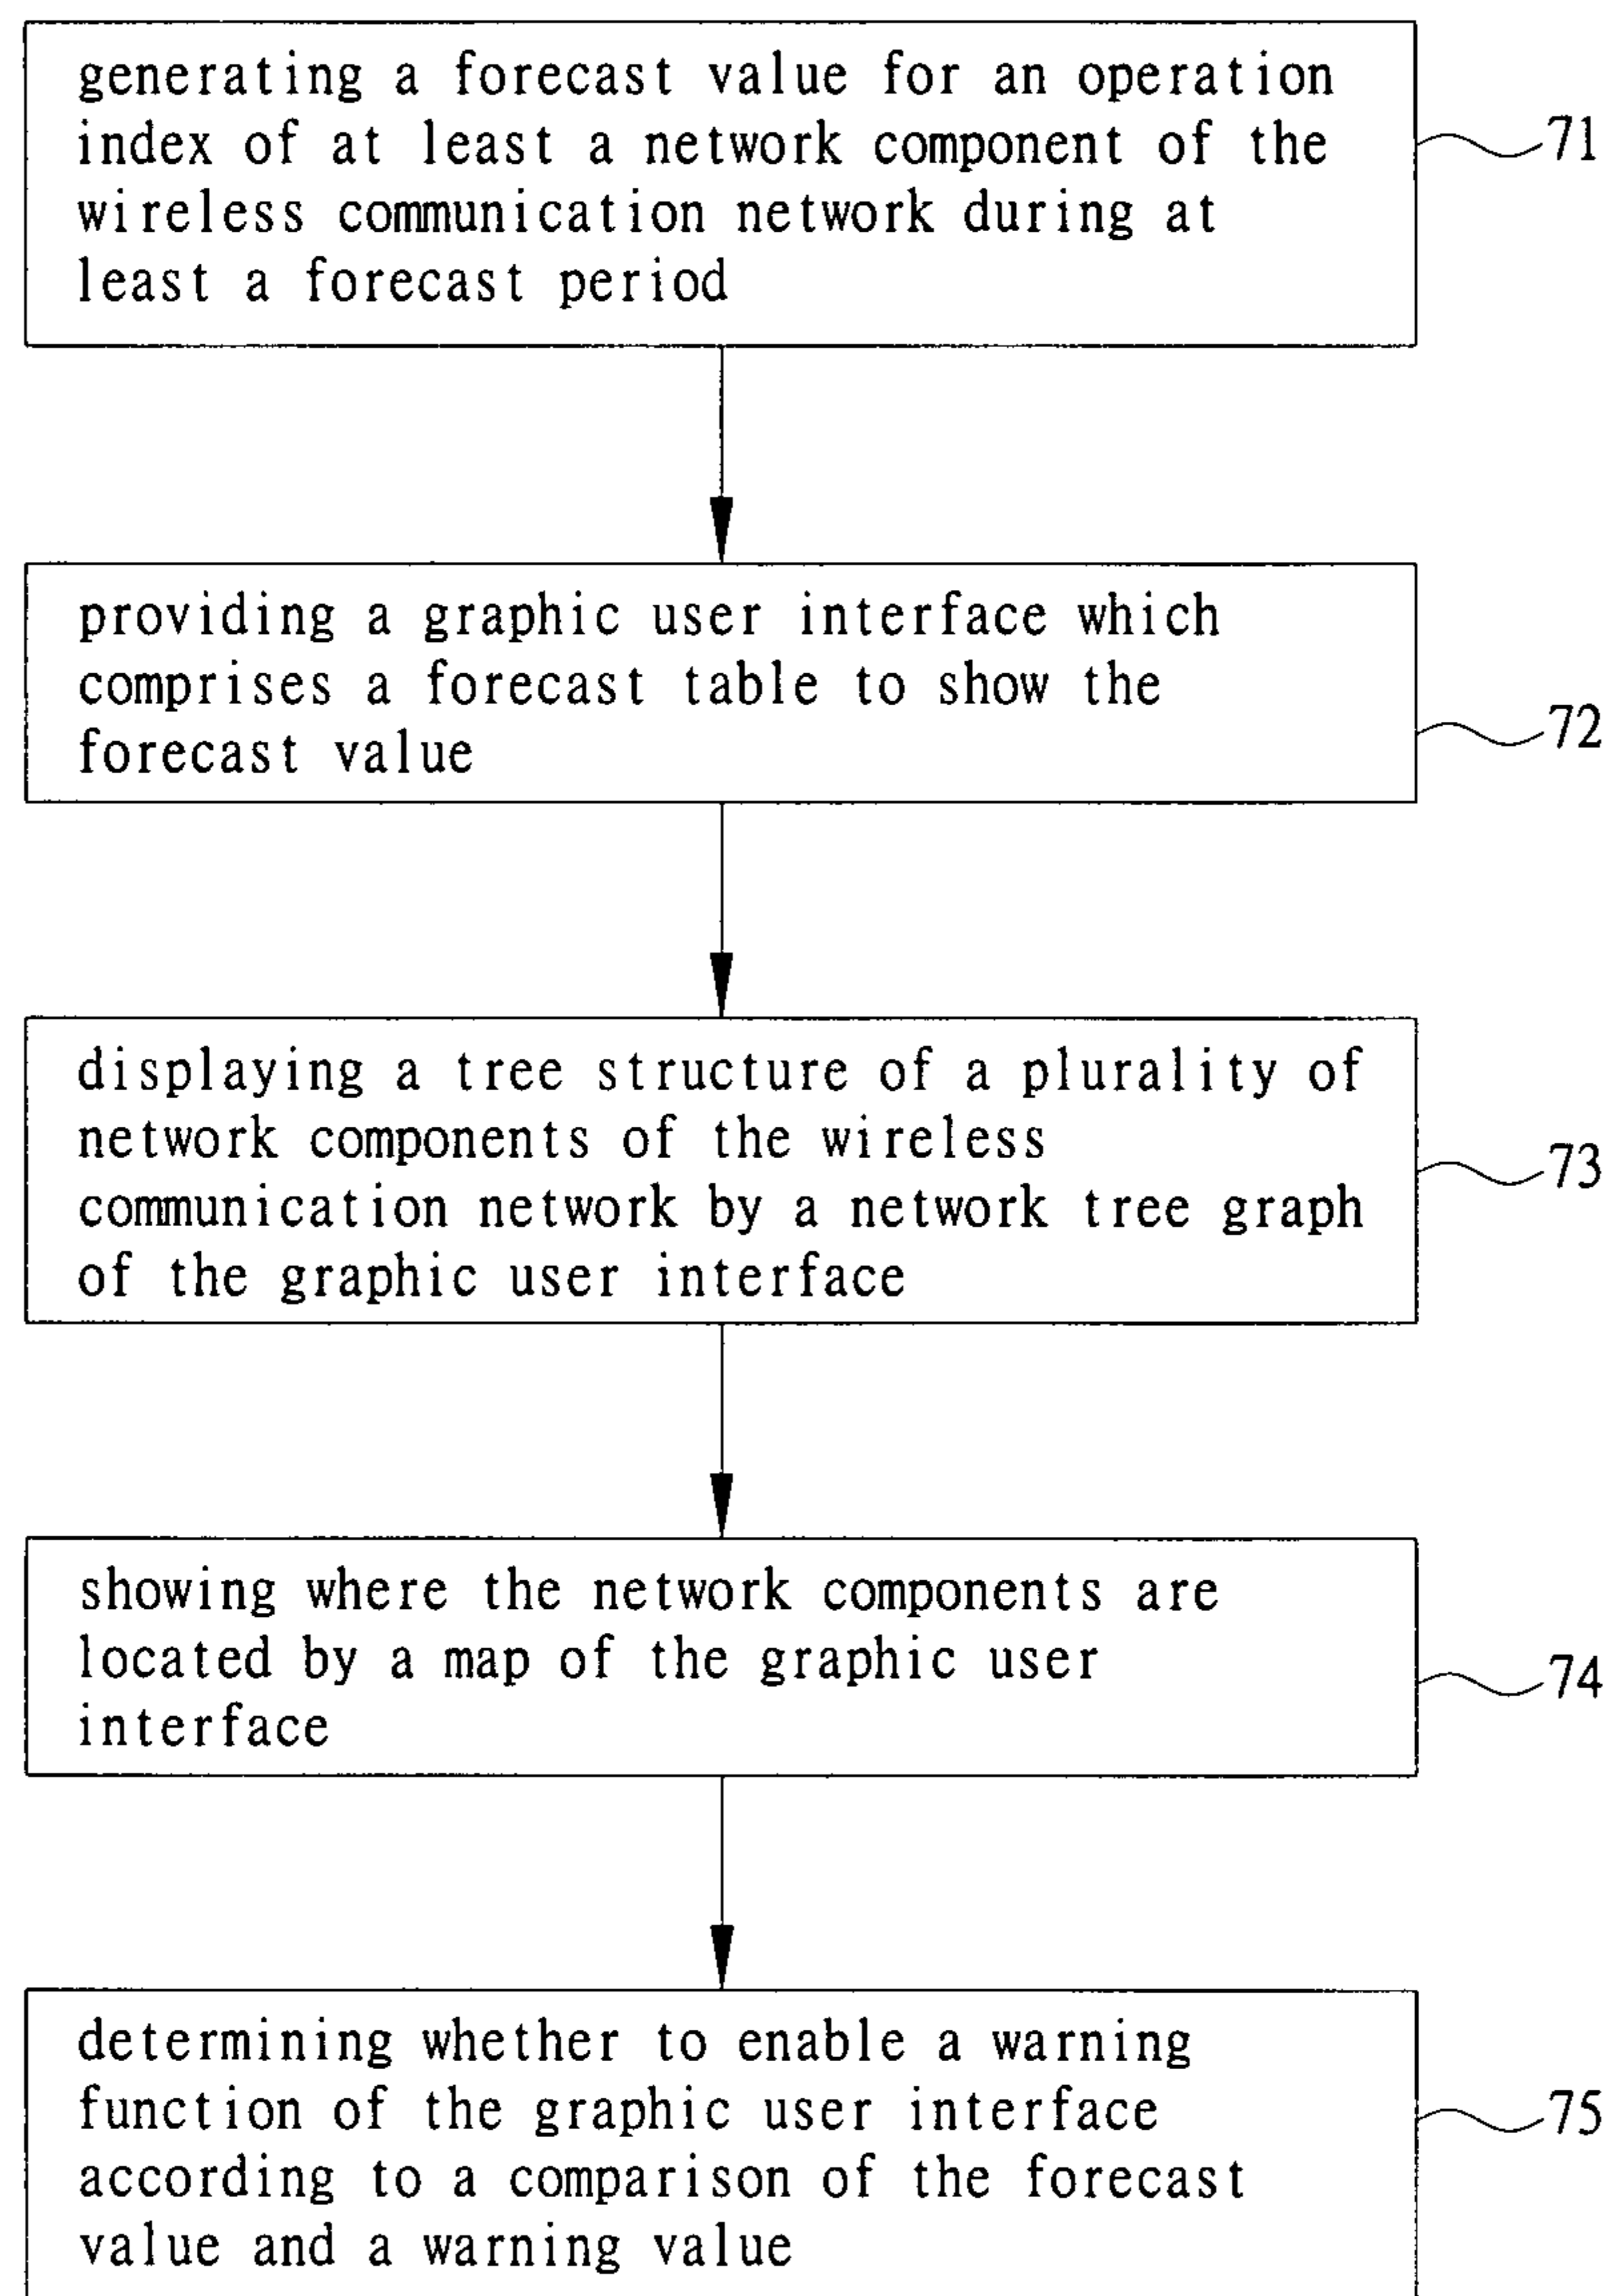 generating a forecast value for an operation
index of at least a network component of the
wireless communication network during at
least a forecast period
71
providing a graphic user interface which
comprises a forecast table to show the
forecast value
72
displaying a tree structure of a plurality of
network components of the wireless
communication network by a network tree graph
of the graphic user interface
73
showing where the network components are
located by a map of the graphic user
interface
74
determining whether to enable a warning
function of the graphic user interface
according to a comparison of the forecast
value and a warning value
75